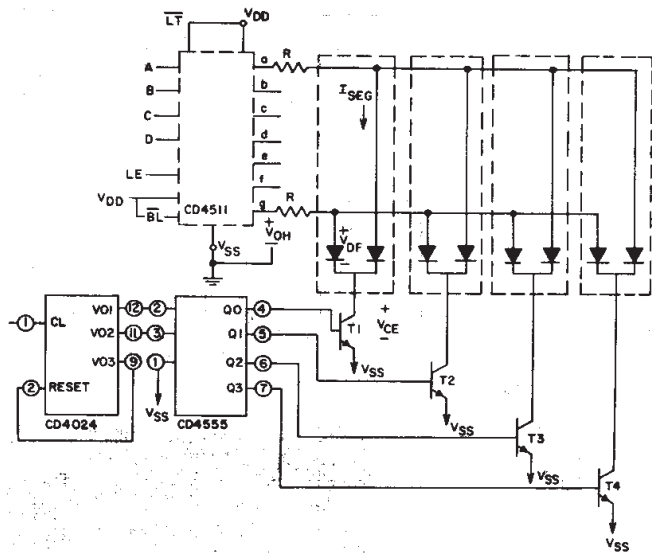 LT VDD
A a R
B b
C c ISEG
D d
LE e
f
VDD g R
BL CD4511 + VOH - + VDF -
VSS
1 CL VO1 12 2 Q0 4 T1 + VCE -
VO2 11 3 Q1 5 VSS T2
VO3 9 1 Q2 6 VSS T3
2 RESET VSS Q3 7 VSS T4
CD4024 CD4555 VSS